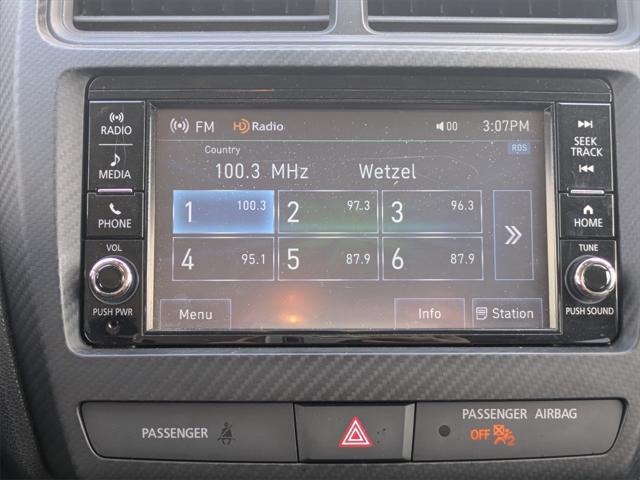 RADIO
MEDIA
PHONE
VOL
PUSH PWR
FM HD Radio 00 3:07PM
Country RDS
100.3 MHz Wetzel
1 100.3 2 97.3 3 96.3
4 95.1 5 87.9 6 87.9
Menu Info Station
SEEK
TRACK
HOME
TUNE
PUSH SOUND
PASSENGER
PASSENGER AIRBAG
OFF 2